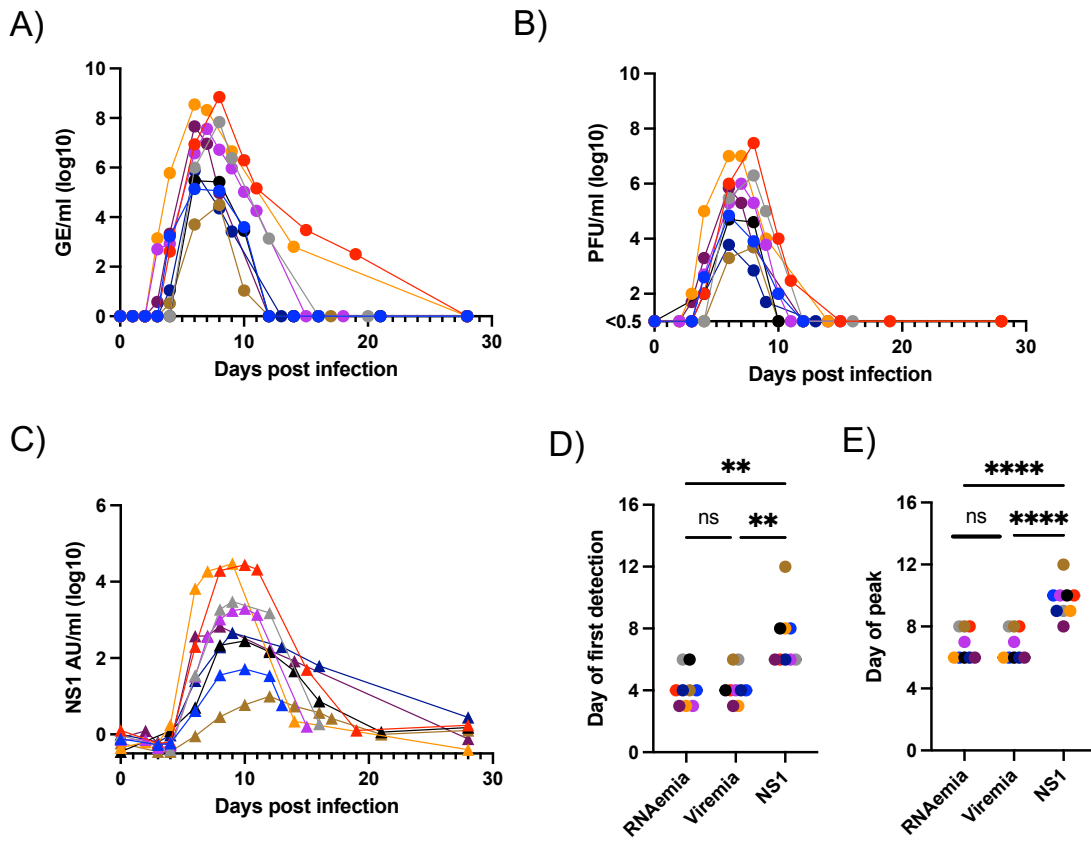 A)
GE/ml (log10)
10
8
6
4
2
0
0 10 20 30
Days post infection
B)
PFU/ml (log10)
10
8
6
4
2
<0.5
0 10 20 30
Days post infection
C)
NS1 AU/ml (log10)
6
4
2
0
0 10 20 30
Days post infection
D)
**
ns **
Day of first detection
16
12
8
4
0
RNAemia Viremia NS1
E)
****
ns ****
Day of peak
16
12
8
4
0
RNAemia Viremia NS1